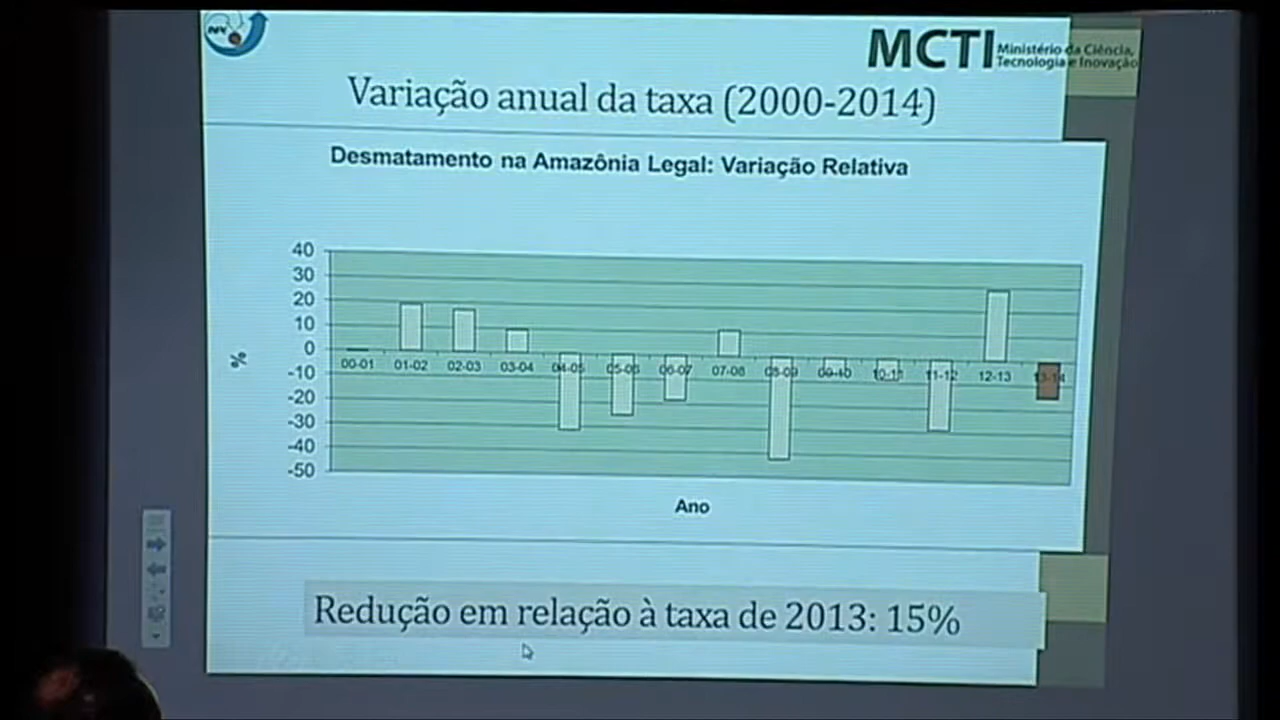 MCTI Ministério da Ciência,
Tecnologia e Inovação
Variação anual da taxa (2000-2014)
Desmatamento na Amazônia Legal: Variação Relativa
40
30
20
10
0
-10
-20
-30
-40
-50
%
00-01 01-02 02-03 03-04 04-05 05-06 06-07 07-08 08-09 09-10 10-11 11-12 12-13 13-14
Ano
Redução em relação à taxa de 2013: 15%